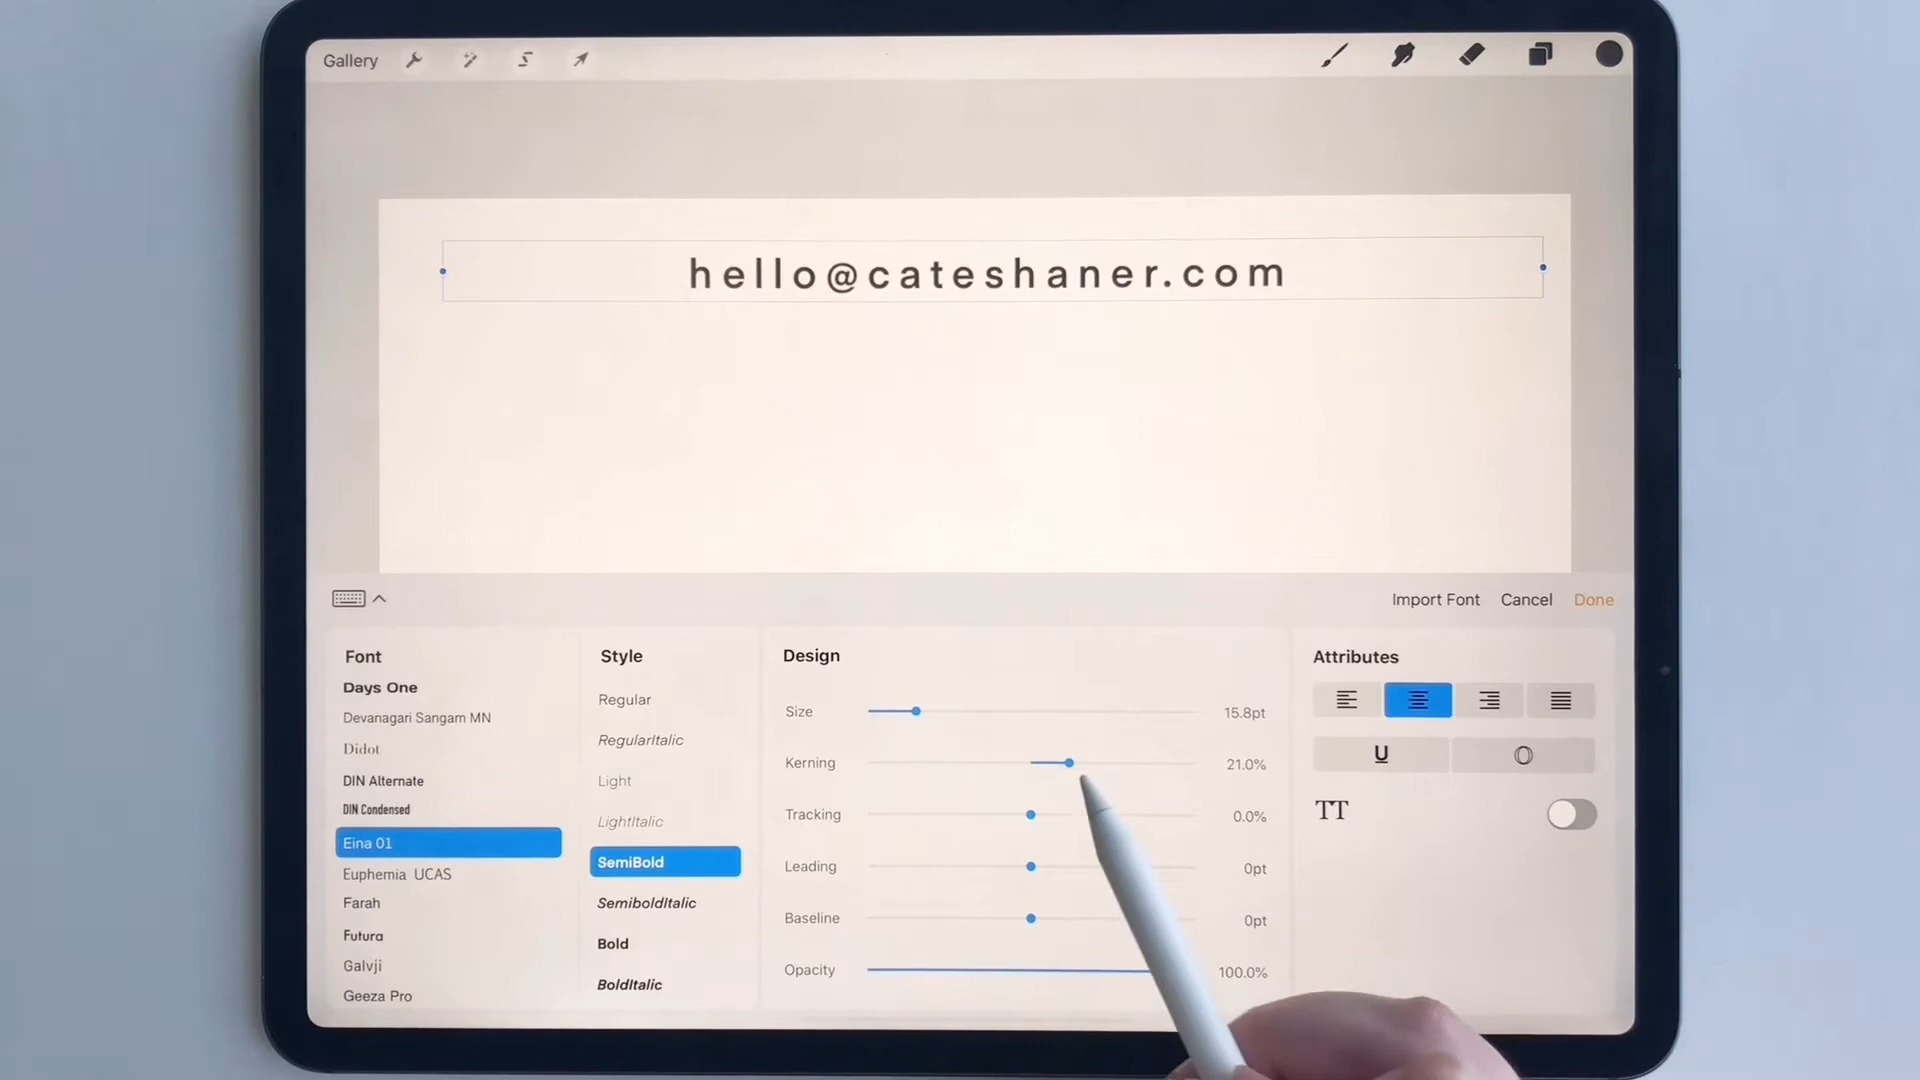 Gallery
hello@cateshaner.com
Import Font Cancel Done
Font
Days One
Devanagari Sangam MN
Didot
DIN Alternate
DIN Condensed
Eina 01
Euphemia UCAS
Farah
Futura
Galvji
Geeza Pro
Style
Regular
RegularItalic
Light
LightItalic
SemiBold
SemiboldItalic
Bold
BoldItalic
Design
Size 15.8pt
Kerning 21.0%
Tracking 0.0%
Leading 0pt
Baseline 0pt
Opacity 100.0%
Attributes
U O
TT